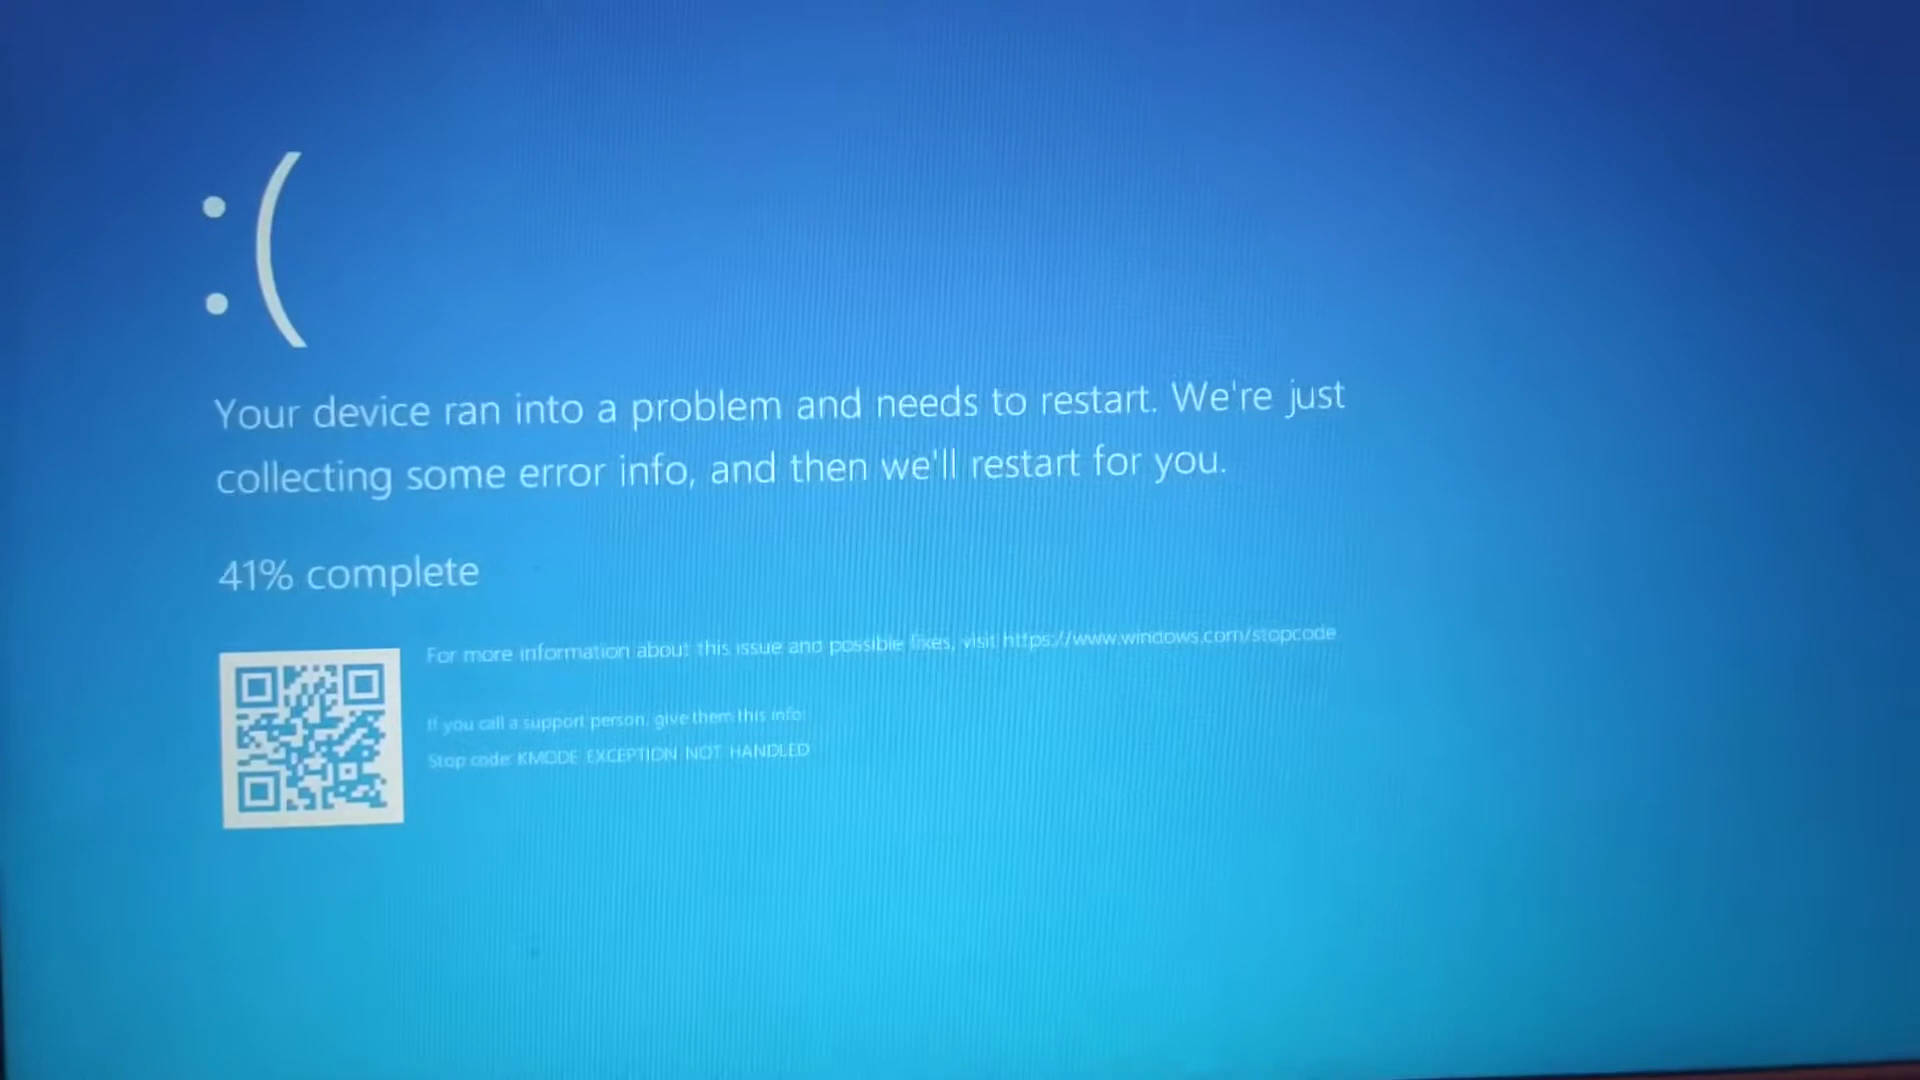 :(
Your device ran into a problem and needs to restart. We're just
collecting some error info, and then we'll restart for you.
41% complete
For more information about this issue and possible fixes, visit https://www.windows.com/stopcode
If you call a support person, give them this info:
Stop code: KMODE EXCEPTION NOT HANDLED